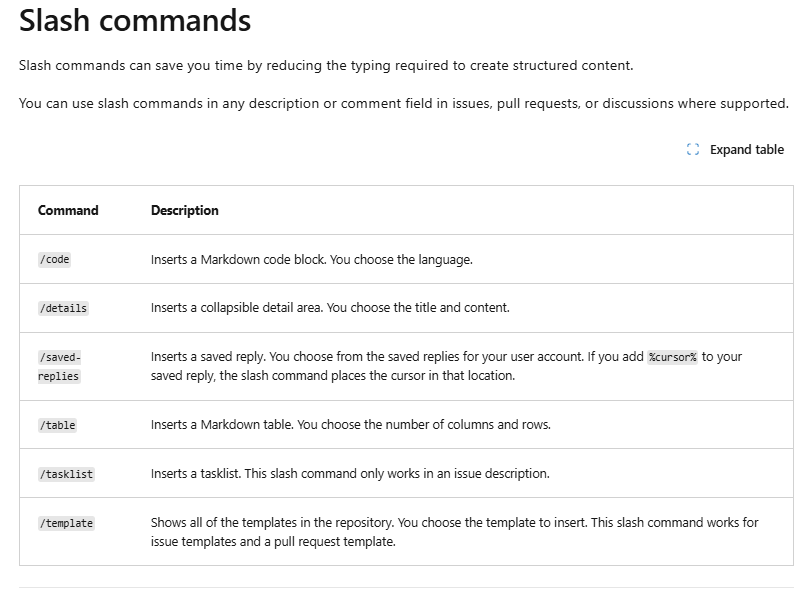 Slash commands
Slash commands can save you time by reducing the typing required to create structured content.
You can use slash commands in any description or comment field in issues, pull requests, or discussions where supported.
Expand table
Command Description
/code Inserts a Markdown code block. You choose the language.
/details Inserts a collapsible detail area. You choose the title and content.
/saved- Inserts a saved reply. You choose from the saved replies for your user account. If you add %cursor% to your
replies saved reply, the slash command places the cursor in that location.
/table Inserts a Markdown table. You choose the number of columns and rows.
/tasklist Inserts a tasklist. This slash command only works in an issue description.
/template Shows all of the templates in the repository. You choose the template to insert. This slash command works for
issue templates and a pull request template.